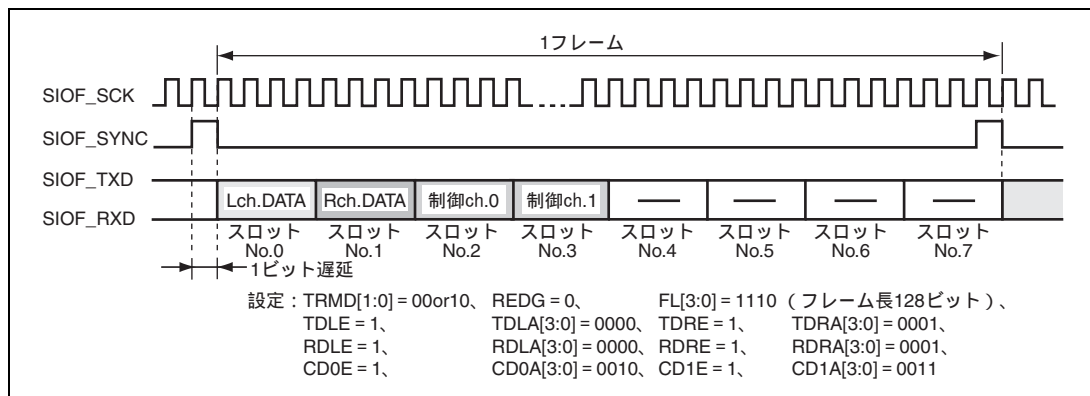 1フレーム
SIOF_SCK
SIOF_SYNC
SIOF_TXD
SIOF_RXD
Lch.DATA Rch.DATA 制御ch.0 制御ch.1 — — — —
スロット スロット スロット スロット スロット スロット スロット スロット
No.0 No.1 No.2 No.3 No.4 No.5 No.6 No.7
1ビット遅延
設定：TRMD[1:0] = 00or10、 REDG = 0、 FL[3:0] = 1110 （フレーム長128ビット）、
TDLE = 1、 TDLA[3:0] = 0000、 TDRE = 1、 TDRA[3:0] = 0001、
RDLE = 1、 RDLA[3:0] = 0000、 RDRE = 1、 RDRA[3:0] = 0001、
CD0E = 1、 CD0A[3:0] = 0010、 CD1E = 1、 CD1A[3:0] = 0011